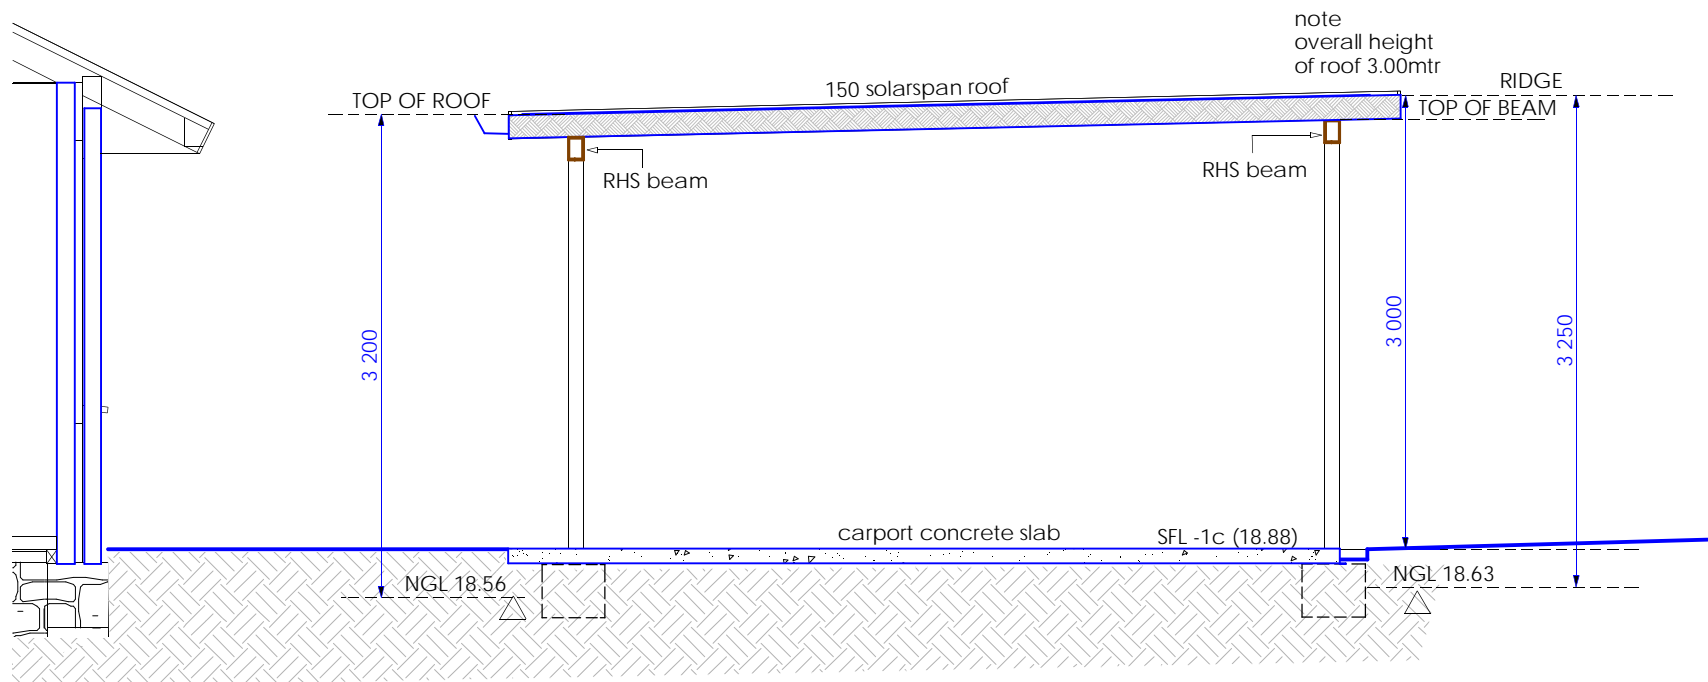 note
overall height
of roof 3.00mtr
RIDGE
150 solarspan roof
TOP OF ROOF
TOP OF BEAM
RHS beam
RHS beam
3 200
3 000
3 250
carport concrete slab
SFL -1c (18.88)
NGL 18.56
NGL 18.63